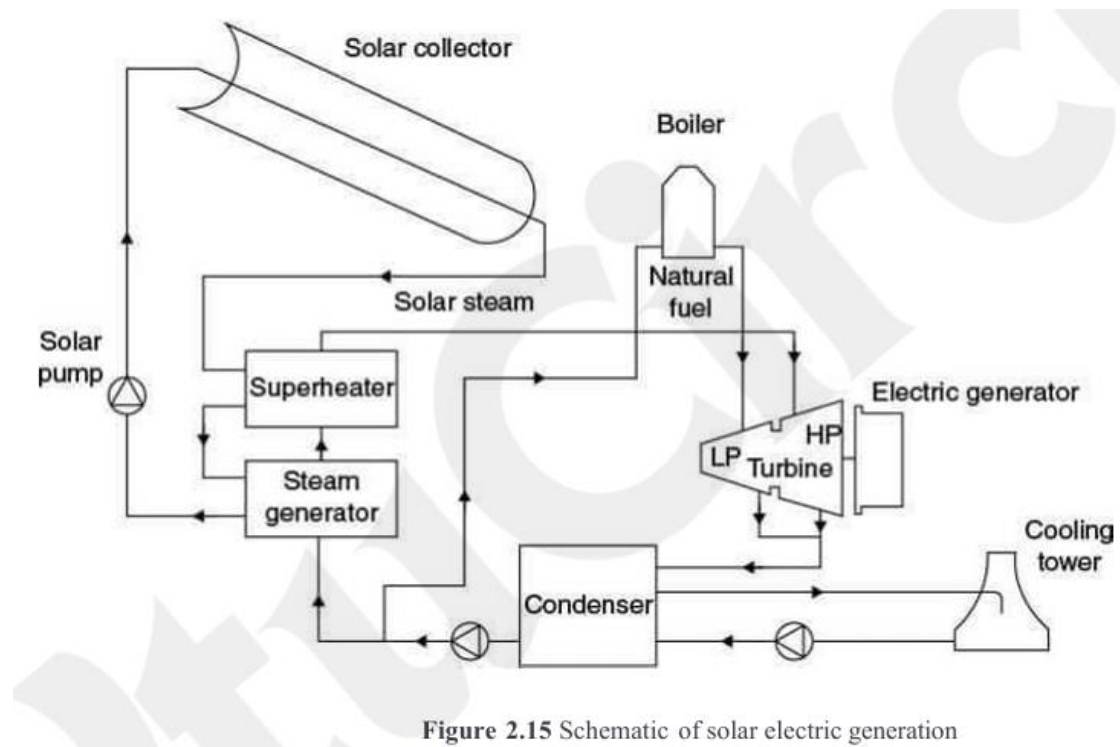 Solar collector
Boiler
Natural
fuel
Solar steam
Solar
pump
Superheater
Electric generator
HP
LP
Turbine
Steam
generator
Cooling
tower
Condenser
Figure 2.15 Schematic of solar electric generation